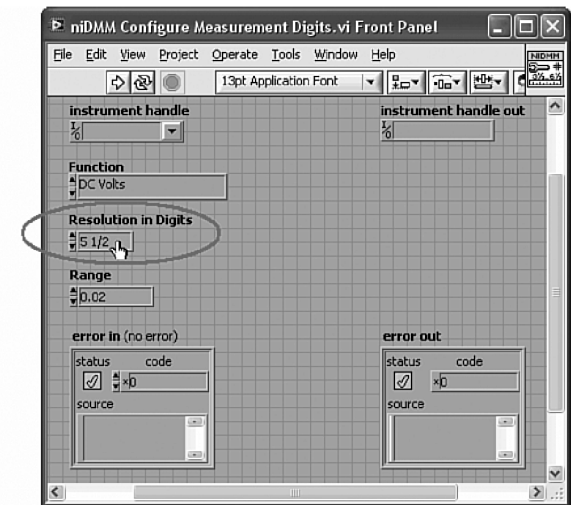 niDMM Configure Measurement Digits.vi Front Panel
File Edit View Project Operate Tools Window Help
NIDMM
13pt Application Font
instrument handle
instrument handle out
I/O
I/O
Function
DC Volts
Resolution in Digits
5 1/2
Range
0.02
error in (no error)
error out
status code
status code
×0
×0
source
source